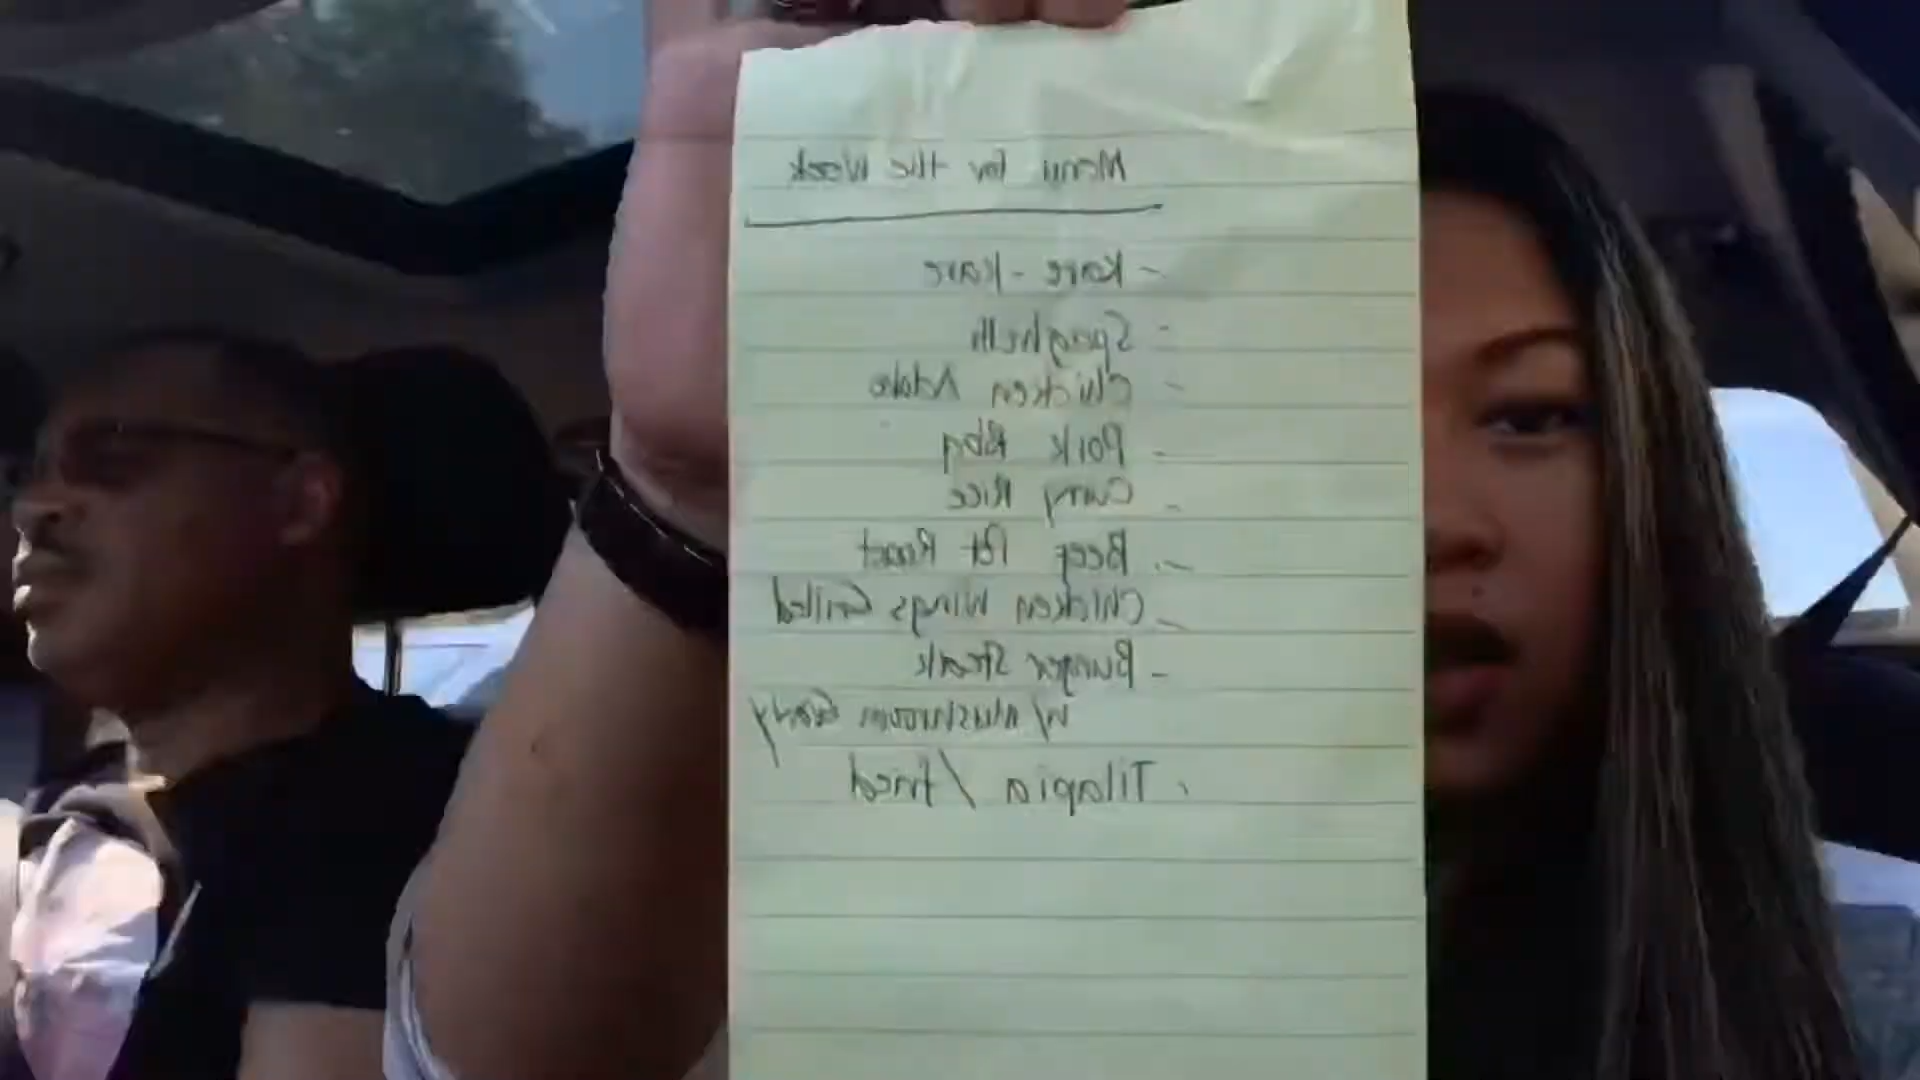 Menu for the Week
- Kare-Kare
- Spaghetti
- Chicken Adobo
- Pork Bbq
- Curry Rice
- Beef Pot Roast
- Chicken Wings Grilled
- Burger Steak
w/ Mushroom Gravy
- Tilapia / fried